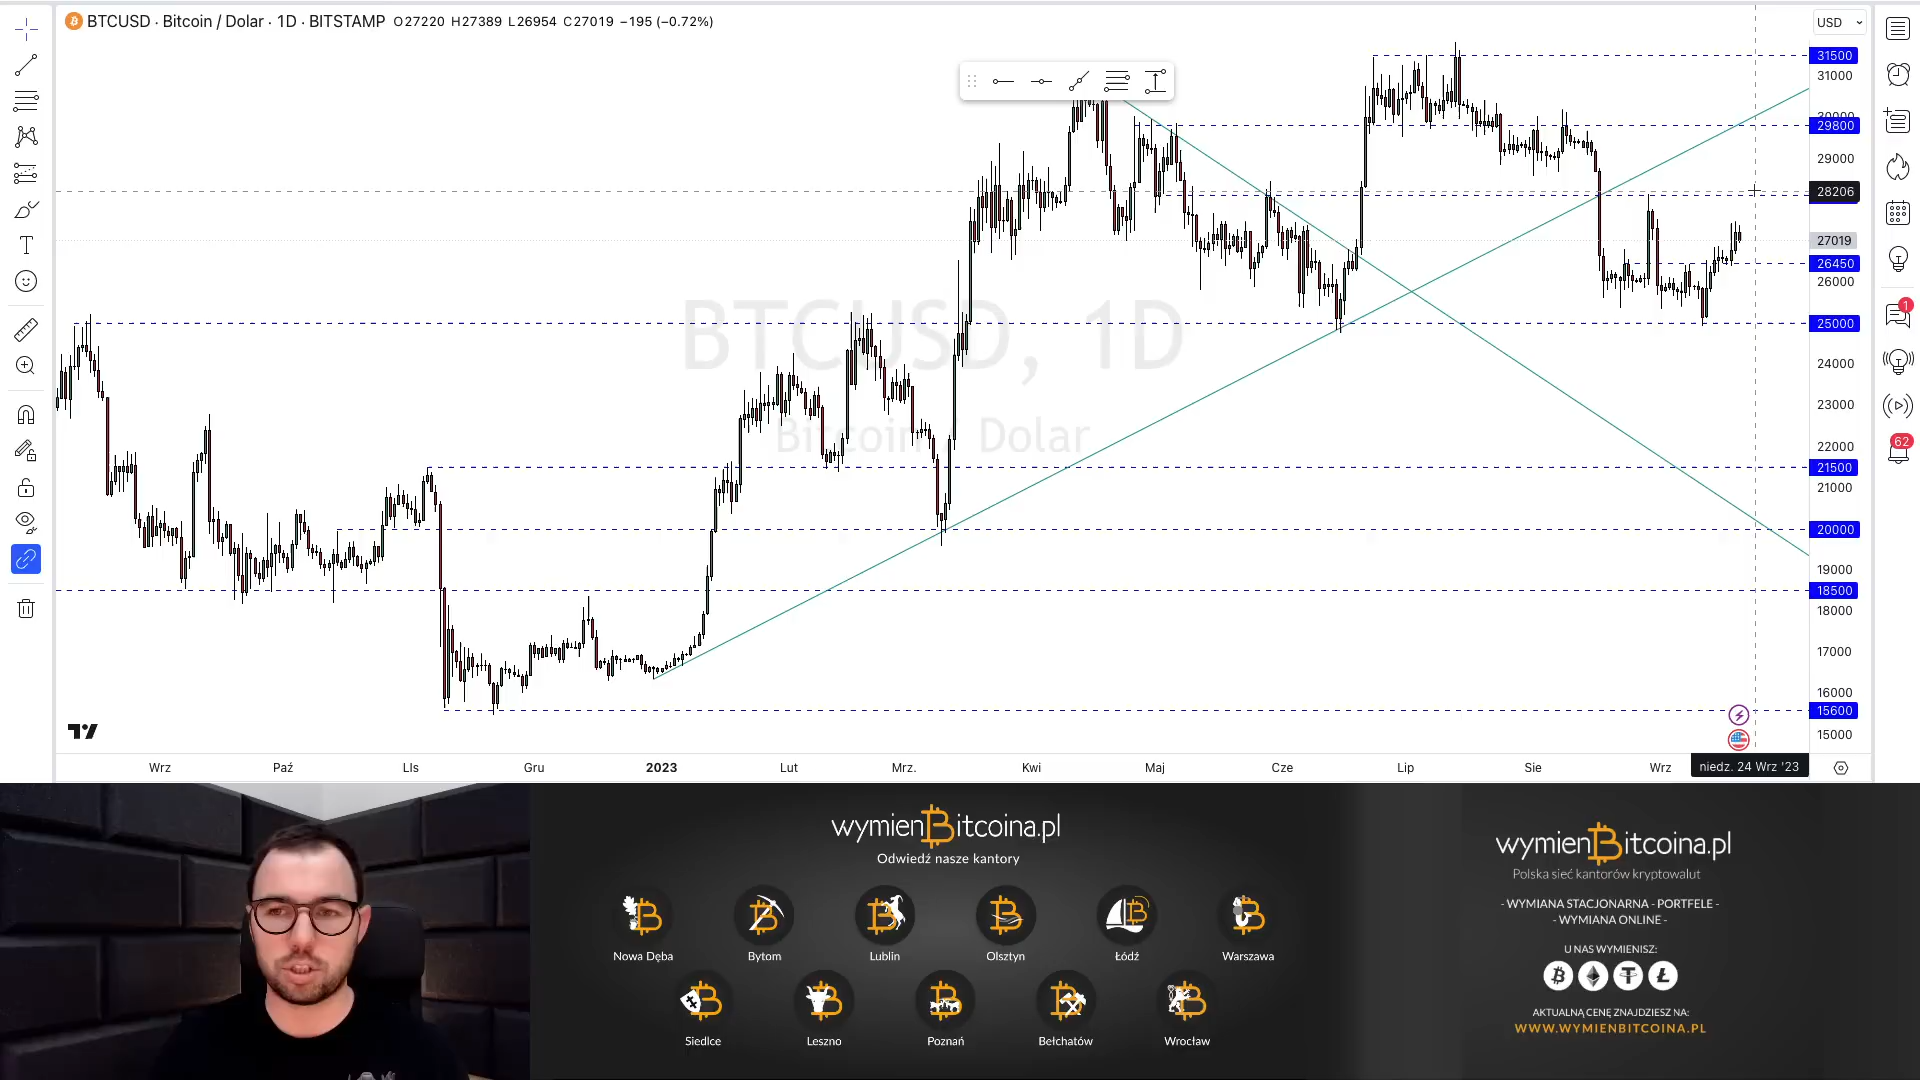 BTCUSD · Bitcoin / Dolar · 1D · BITSTAMP O27220 H27389 L26954 C27019 −195 (−0.72%)
USD
31500
31000
30000
29800
29000
28206
27019
26450
26000
25000
24000
23000
22000
21500
21000
20000
19000
18500
18000
17000
16000
15600
15000
BTCUSD, 1D
Bitcoin / Dolar
1
62
Wrz Paź LIs Gru 2023 Lut Mrz. Kwi Maj Cze Lip Sie Wrz niedz. 24 Wrz '23
wymienBitcoina.pl
Odwiedź nasze kantory
Nowa Dęba Bytom Lublin Olsztyn Łódź Warszawa
Siedlce Leszno Poznań Bełchatów Wrocław
wymienBitcoina.pl
Polska sieć kantorów kryptowalut
- WYMIANA STACJONARNA - PORTFELE -
- WYMIANA ONLINE -
U NAS WYMIENISZ:
AKTUALNĄ CENĘ ZNAJDZIESZ NA:
WWW.WYMIENBITCOINA.PL